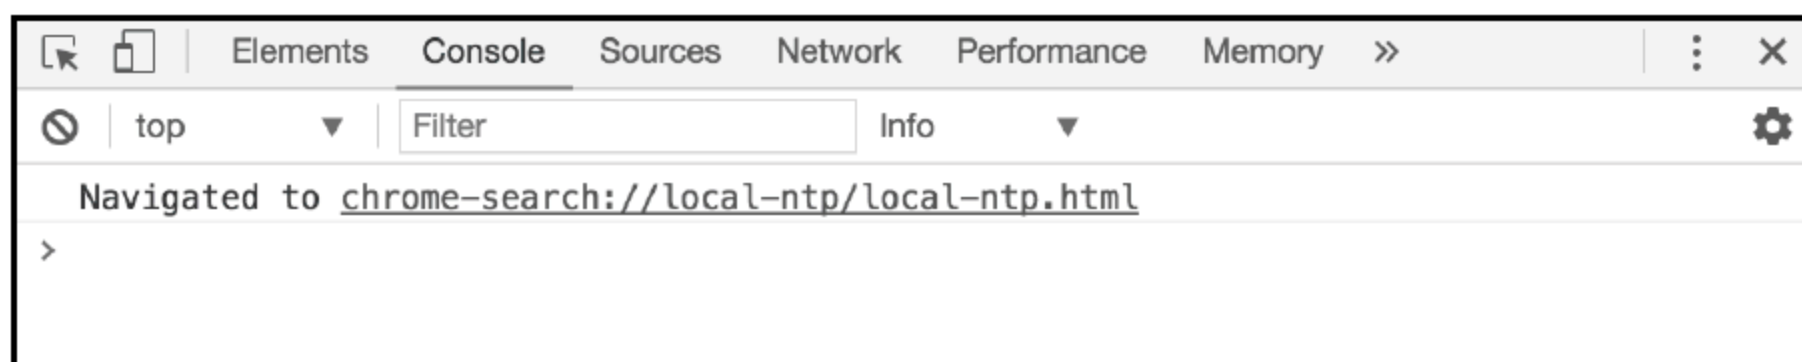 Elements Console Sources Network Performance Memory »
top Filter Info
Navigated to chrome-search://local-ntp/local-ntp.html
>